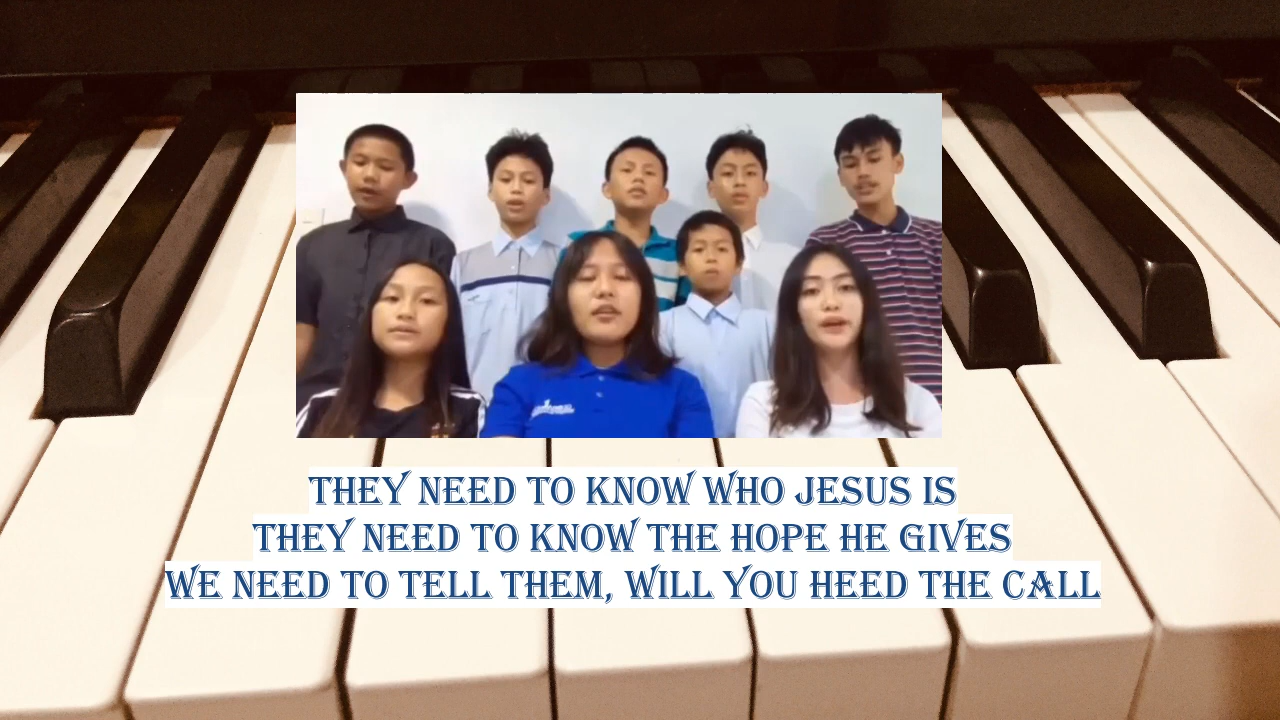 THEY NEED TO KNOW WHO JESUS IS
THEY NEED TO KNOW THE HOPE HE GIVES
WE NEED TO TELL THEM, WILL YOU HEED THE CALL